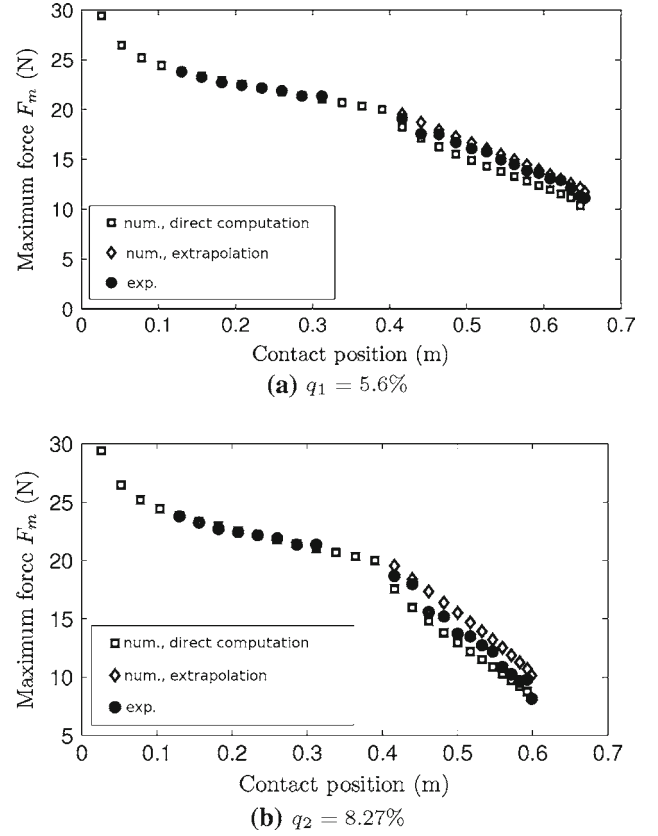 30
25
20
15
10
5
0
Maximum force F_m (N)
num., direct computation
num., extrapolation
exp.
0 0.1 0.2 0.3 0.4 0.5 0.6 0.7
Contact position (m)
(a) q_1 = 5.6%
30
25
20
15
10
5
Maximum force F_m (N)
num., direct computation
num., extrapolation
exp.
0 0.1 0.2 0.3 0.4 0.5 0.6 0.7
Contact position (m)
(b) q_2 = 8.27%